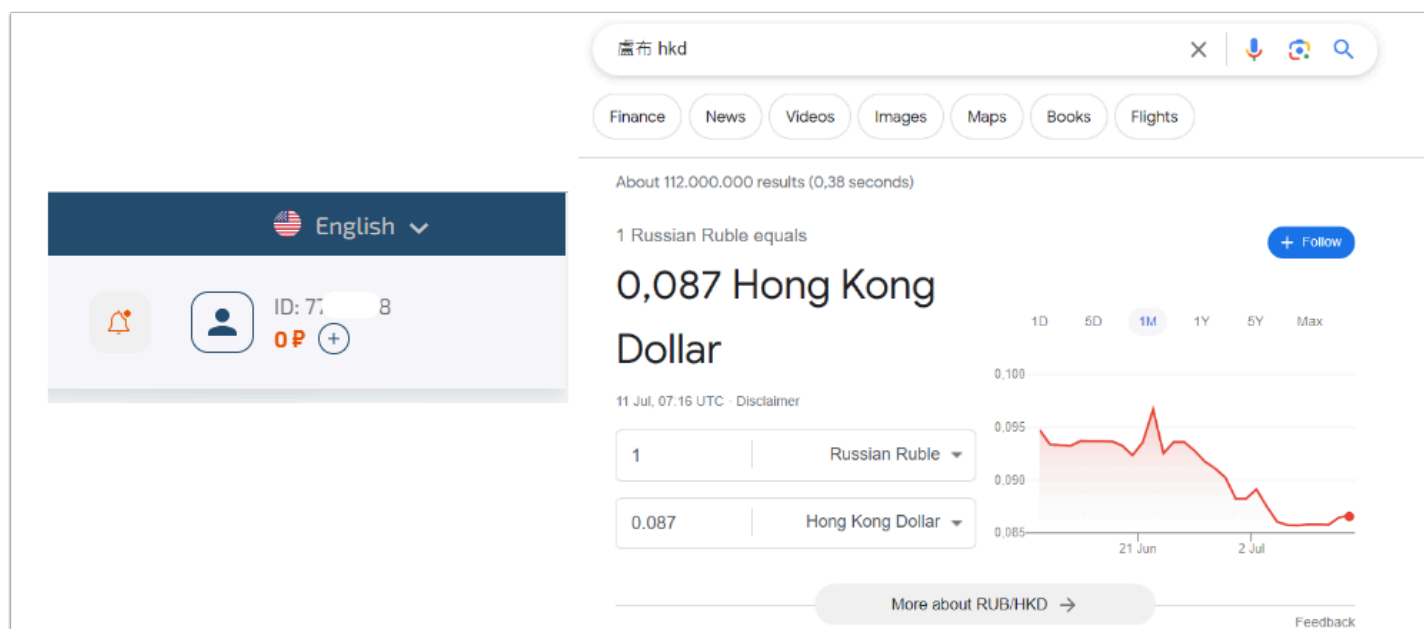 English
ID: 77 8
0 ₽
盧布 hkd
Finance
News
Videos
Images
Maps
Books
Flights
About 112.000.000 results (0,38 seconds)
1 Russian Ruble equals
+ Follow
0,087 Hong Kong
Dollar
11 Jul, 07:16 UTC · Disclaimer
1D
5D
1M
1Y
5Y
Max
1
Russian Ruble
0.087
Hong Kong Dollar
0,100
0,095
0,090
0,085
21 Jun
2 Jul
More about RUB/HKD
Feedback